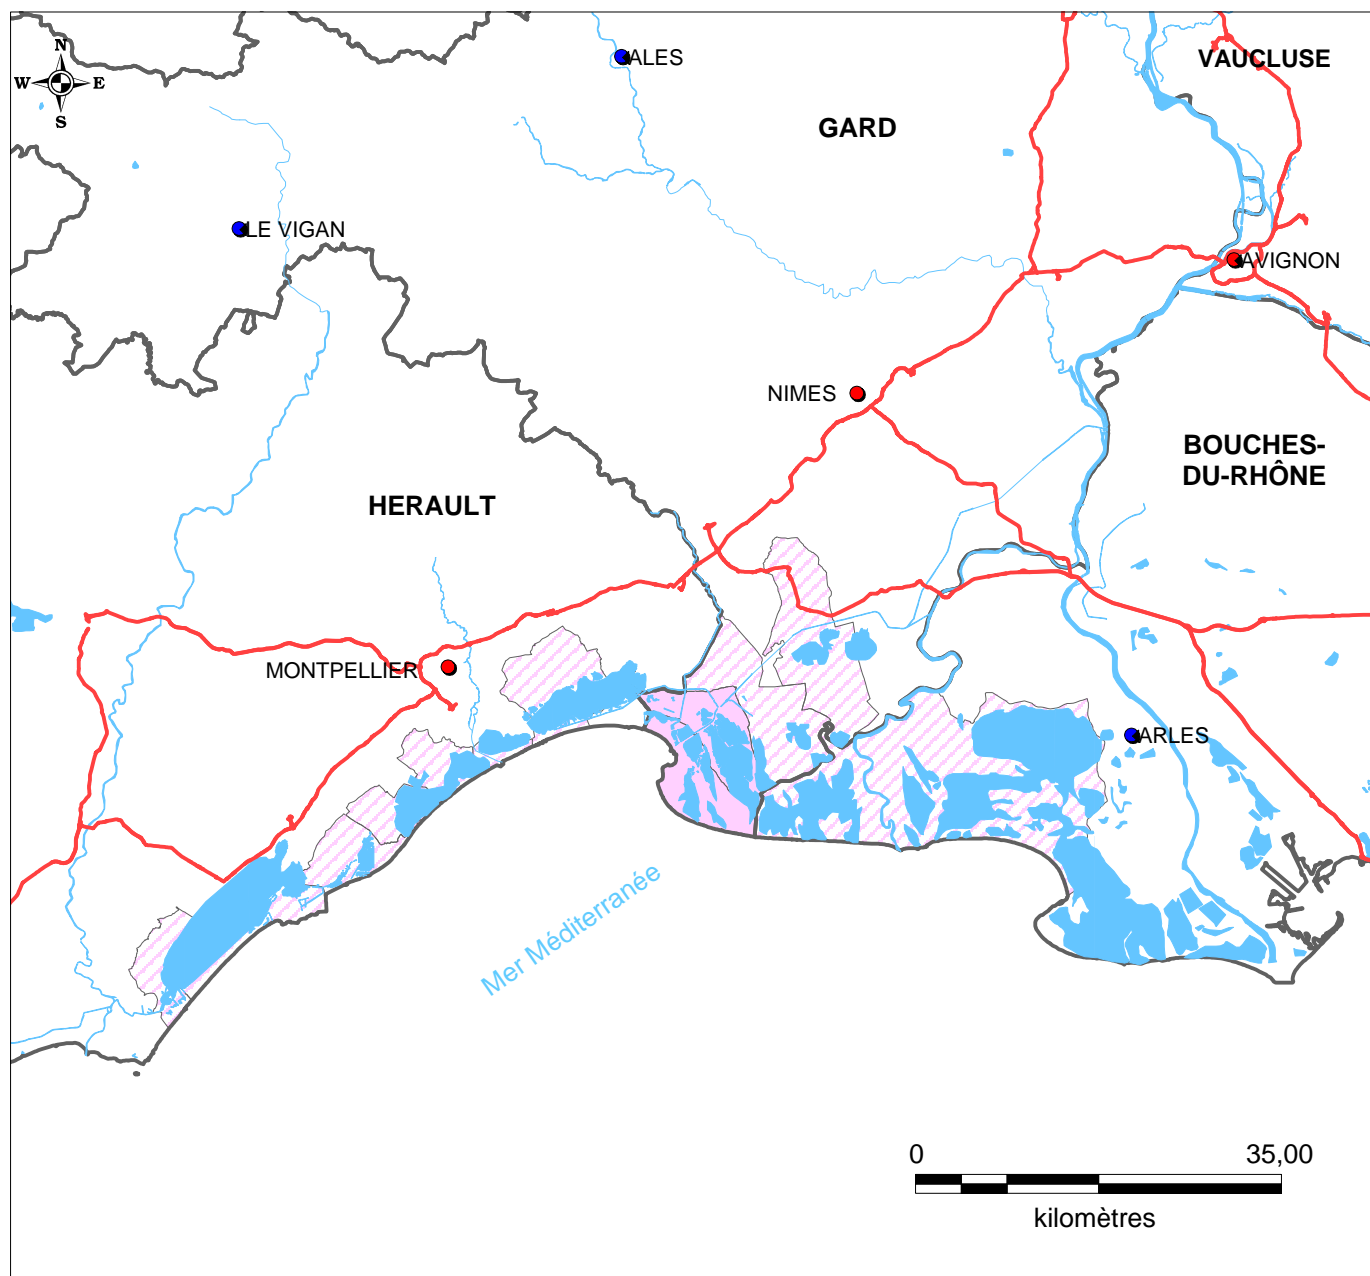 N
W E
S
ALES
VAUCLUSE
GARD
LE VIGAN
AVIGNON
NIMES
BOUCHES-
DU-RHÔNE
HERAULT
MONTPELLIER
ARLES
Mer Méditerranée
0 35,00
kilomètres